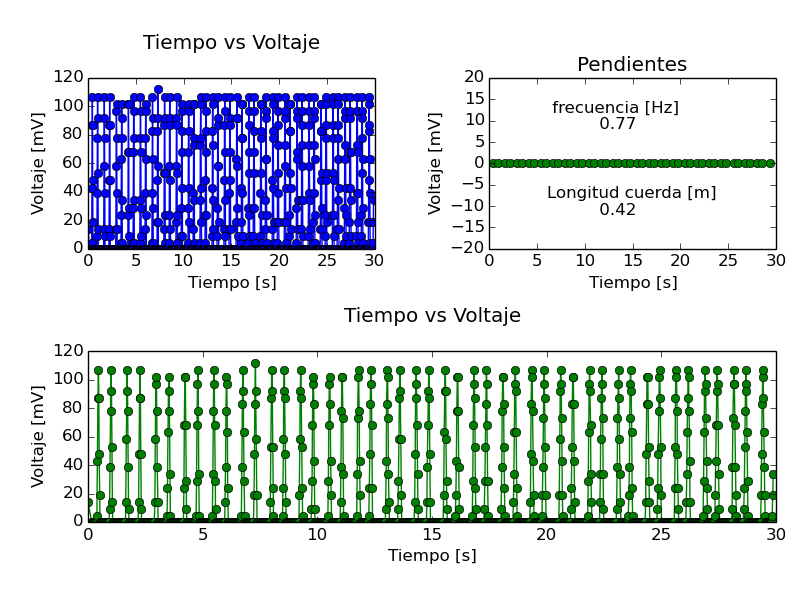 Tiempo vs Voltaje
120
100
80
60
40
20
0
Voltaje [mV]
0 5 10 15 20 25 30
Tiempo [s]
Pendientes
20
15
10
5
0
−5
−10
−15
−20
Voltaje [mV]
frecuencia [Hz]
0.77
Longitud cuerda [m]
0.42
0 5 10 15 20 25 30
Tiempo [s]
Tiempo vs Voltaje
120
100
80
60
40
20
0
Voltaje [mV]
0 5 10 15 20 25 30
Tiempo [s]